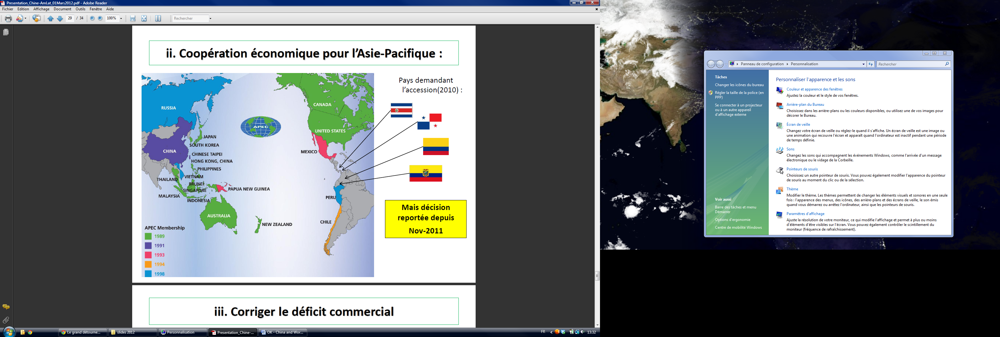 Presentation_Chine-AmLat_01Mars2012.pdf - Adobe Reader
Fichier Edition Affichage Document Outils Fenêtre Aide
29 / 34 100% Rechercher
ii. Coopération économique pour l'Asie-Pacifique :
Pays demandant
l'accession(2010) :
RUSSIA
CANADA
APEC
UNITED STATES
JAPAN
SOUTH KOREA
CHINA
MEXICO
CHINESE TAIPEI
HONG KONG, CHINA
PHILIPPINES
VIETNAM
THAILAND
BRUNEI
SINGAPORE
PAPUA NEW GUINEA
MALAYSIA
INDONESIA
PERU
AUSTRALIA
CHILE
NEW ZEALAND
APEC Membership
1989
1991
1993
1994
1998
Mais décision
reportée depuis
Nov-2011
iii. Corriger le déficit commercial
Le grand détourne...
slides 2012
Personnalisation
Presentation_Chine-...
OK - China and Wor...
FR
13:32
Panneau de configuration
Personnalisation
Rechercher
Tâches
Changer les icônes du bureau
Régler la taille de la police (en
PPP)
Se connecter à un projecteur
ou à un autre appareil
d'affichage externe
Voir aussi
Barre des tâches et menu
Démarrer
Options d'ergonomie
Centre de mobilité Windows
Personnaliser l'apparence et les sons
Couleur et apparence des fenêtres
Ajustez la couleur et le style de vos fenêtres.
Arrière-plan du Bureau
Choisissez dans les arrière-plans ou les couleurs disponibles, ou utilisez une de vos images pour
décorer le Bureau.
Écran de veille
Changez votre écran de veille ou réglez-le quand il s'affiche. Un écran de veille est une image ou
une animation qui recouvre l'écran et apparaît quand l'ordinateur est inactif pendant une période
de temps définie.
Sons
Changez les sons qui accompagnent les événements Windows, comme l'arrivée d'un message
électronique ou le vidage de la Corbeille.
Pointeurs de souris
Choisissez un autre pointeur de souris. Vous pouvez également modifier l'apparence du pointeur
de souris au moment du clic ou de la sélection.
Thème
Modifier le thème. Les thèmes permettent de changer les éléments visuels et sonores en une seule
fois : l'apparence des menus, des icônes, des arrière-plans et des écrans de veille, le son émis
quand vous démarrez ou arrêtez l'ordinateur, ainsi que les pointeurs de souris.
Paramètres d'affichage
Ajuste la résolution de votre moniteur, ce qui modifie l'affichage et permet à plus ou moins
d'éléments d'être visibles sur l'écran. Vous pouvez également contrôler le scintillement du
moniteur (fréquence de rafraîchissement).